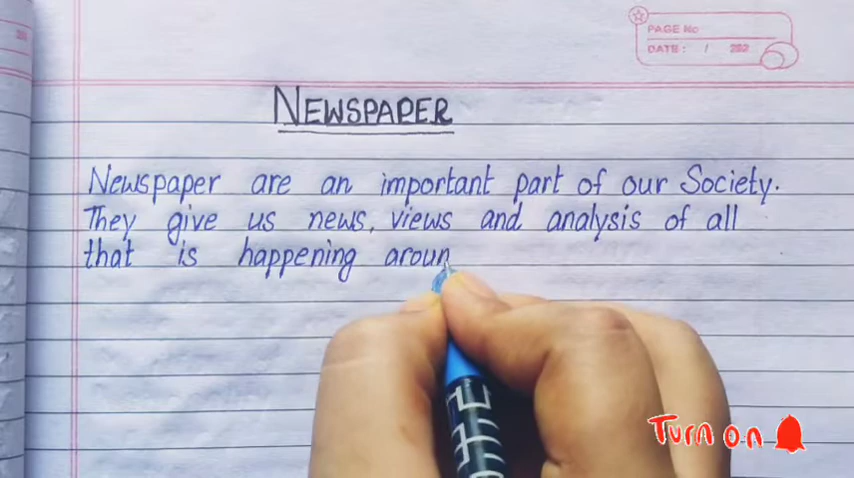 PAGE No
DATE: / 202
NEWSPAPER
Newspaper are an important part of our Society.
They give us news, views and analysis of all
that is happening aroun
Turn on